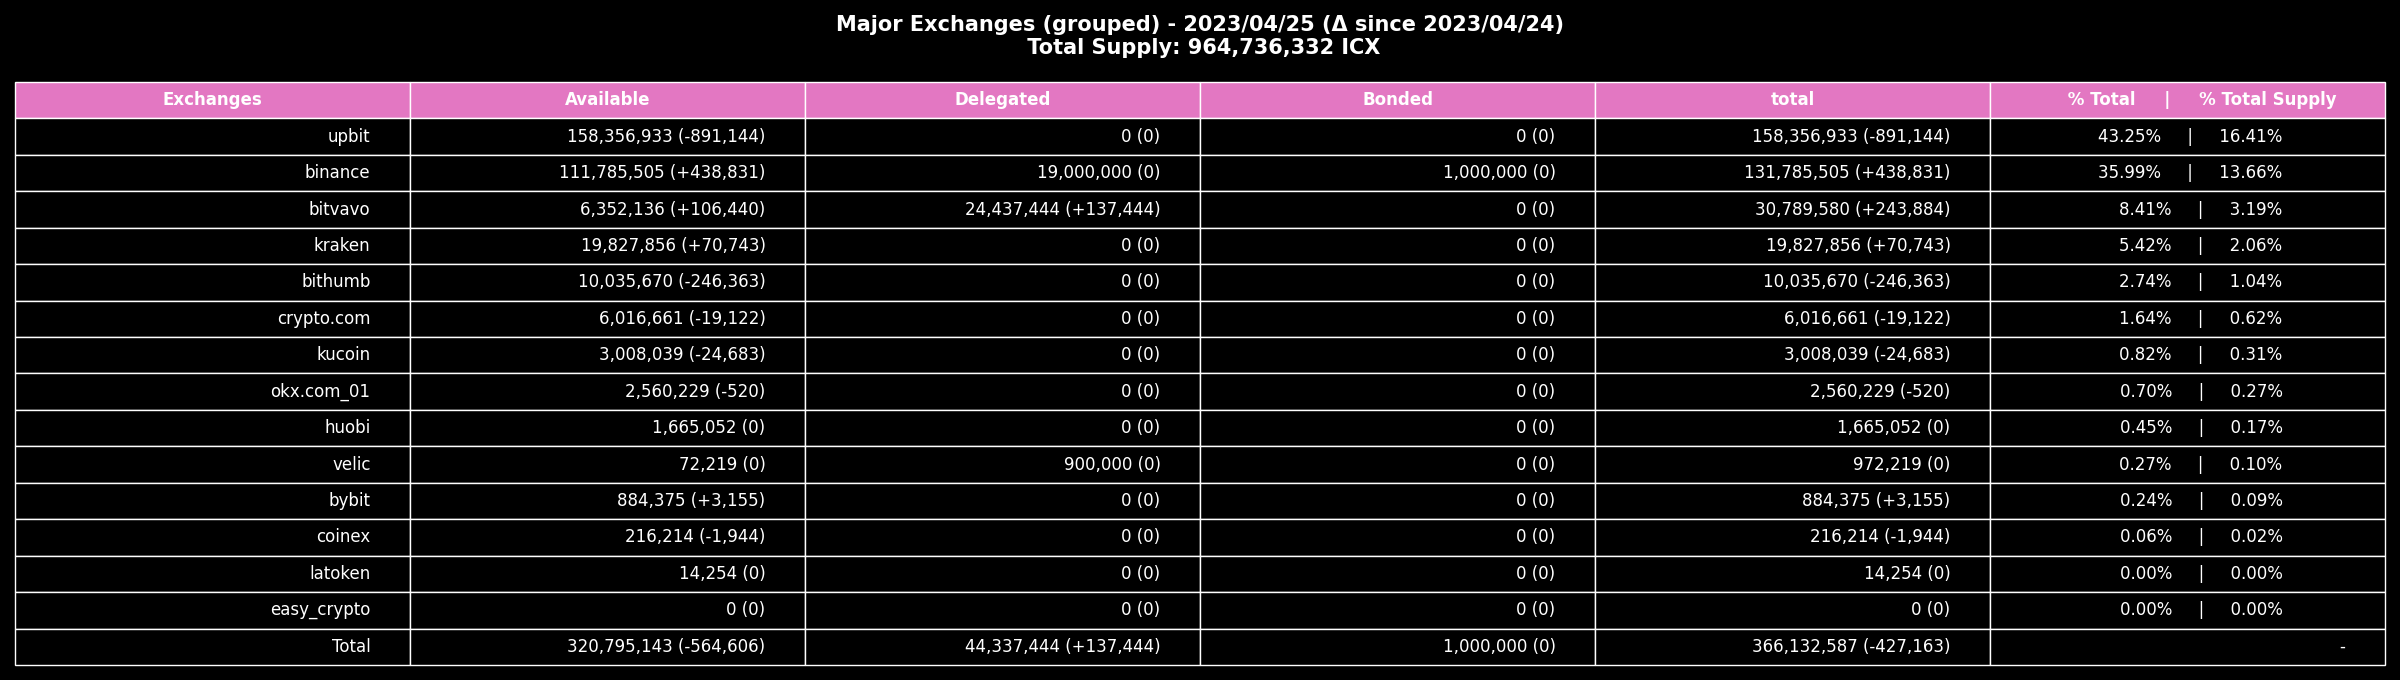 Major Exchanges (grouped) - 2023/04/25 (Δ since 2023/04/24)
Total Supply: 964,736,332 ICX
Exchanges Available Delegated Bonded total % Total | % Total Supply
upbit 158,356,933 (-891,144) 0 (0) 0 (0) 158,356,933 (-891,144) 43.25% | 16.41%
binance 111,785,505 (+438,831) 19,000,000 (0) 1,000,000 (0) 131,785,505 (+438,831) 35.99% | 13.66%
bitvavo 6,352,136 (+106,440) 24,437,444 (+137,444) 0 (0) 30,789,580 (+243,884) 8.41% | 3.19%
kraken 19,827,856 (+70,743) 0 (0) 0 (0) 19,827,856 (+70,743) 5.42% | 2.06%
bithumb 10,035,670 (-246,363) 0 (0) 0 (0) 10,035,670 (-246,363) 2.74% | 1.04%
crypto.com 6,016,661 (-19,122) 0 (0) 0 (0) 6,016,661 (-19,122) 1.64% | 0.62%
kucoin 3,008,039 (-24,683) 0 (0) 0 (0) 3,008,039 (-24,683) 0.82% | 0.31%
okx.com_01 2,560,229 (-520) 0 (0) 0 (0) 2,560,229 (-520) 0.70% | 0.27%
huobi 1,665,052 (0) 0 (0) 0 (0) 1,665,052 (0) 0.45% | 0.17%
velic 72,219 (0) 900,000 (0) 0 (0) 972,219 (0) 0.27% | 0.10%
bybit 884,375 (+3,155) 0 (0) 0 (0) 884,375 (+3,155) 0.24% | 0.09%
coinex 216,214 (-1,944) 0 (0) 0 (0) 216,214 (-1,944) 0.06% | 0.02%
latoken 14,254 (0) 0 (0) 0 (0) 14,254 (0) 0.00% | 0.00%
easy_crypto 0 (0) 0 (0) 0 (0) 0 (0) 0.00% | 0.00%
Total 320,795,143 (-564,606) 44,337,444 (+137,444) 1,000,000 (0) 366,132,587 (-427,163) -